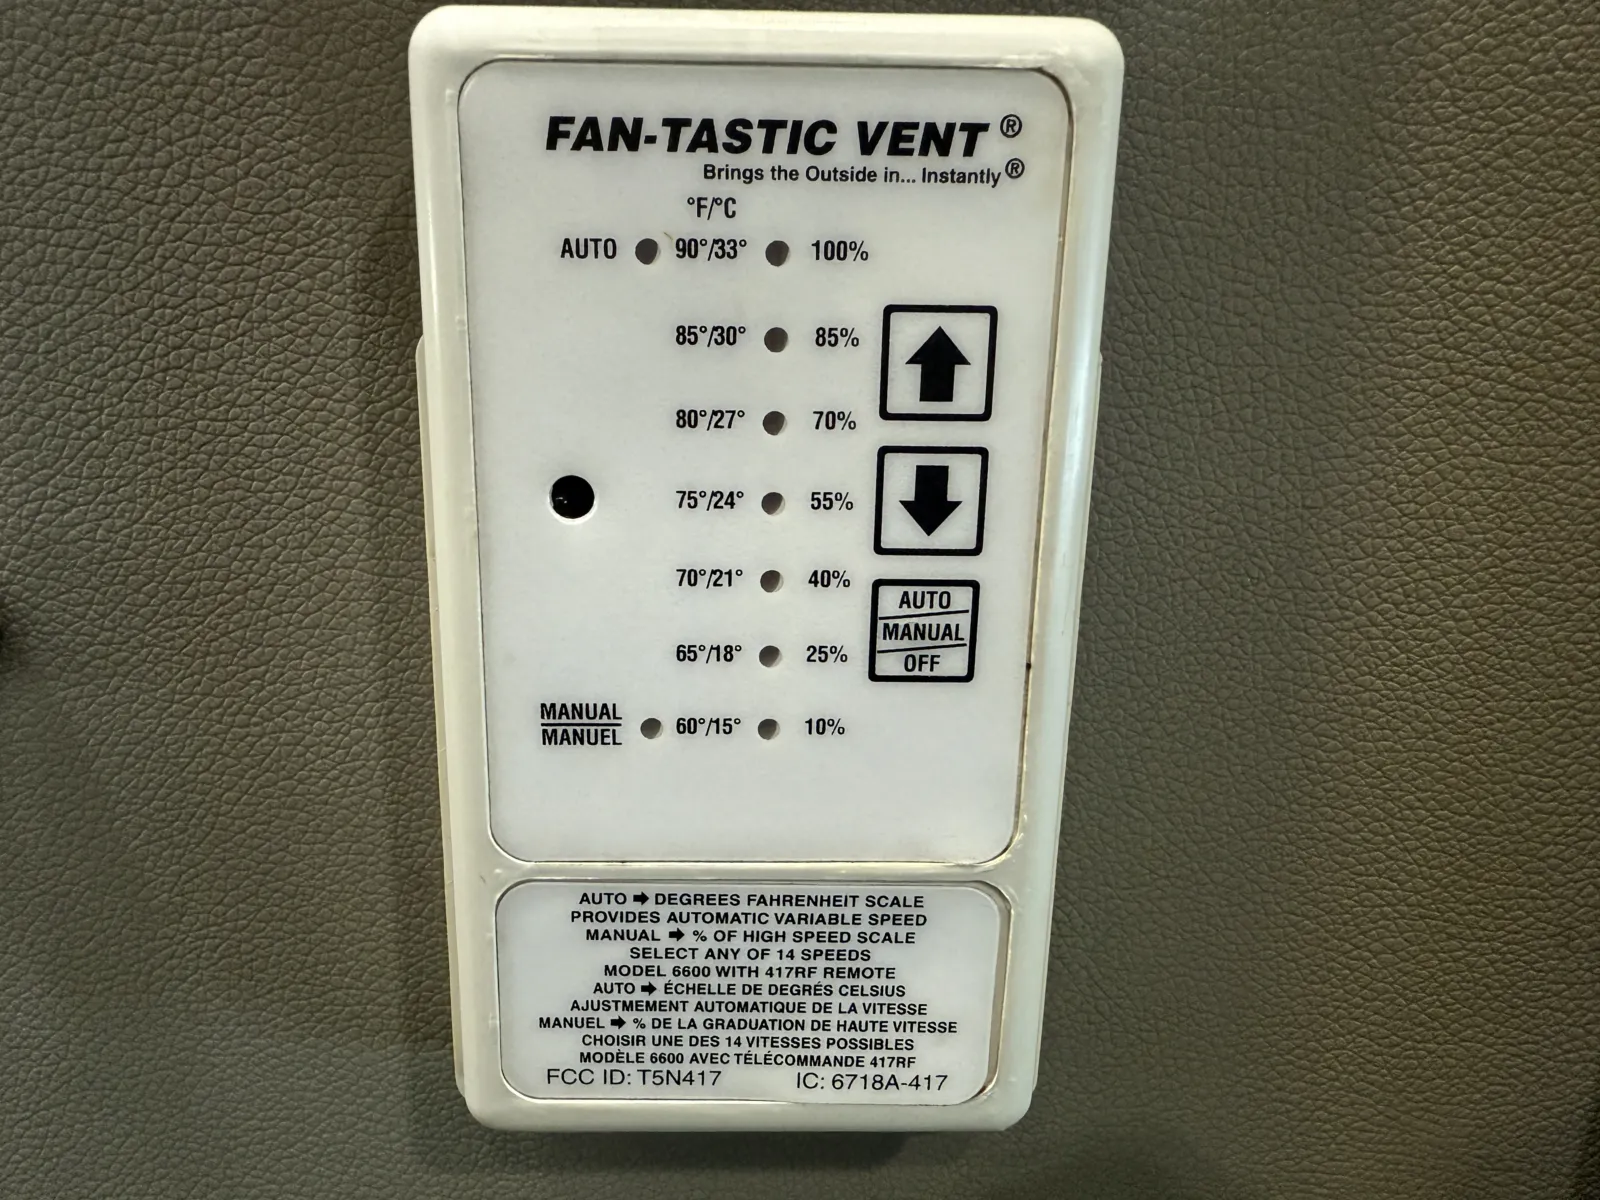 FAN-TASTIC VENT ®
Brings the Outside in... Instantly ®
°F/°C
AUTO 90°/33° 100%
85°/30° 85%
80°/27° 70%
75°/24° 55%
70°/21° 40%
65°/18° 25%
MANUAL
MANUEL
60°/15° 10%
AUTO
MANUAL
OFF
AUTO ➡ DEGREES FAHRENHEIT SCALE
PROVIDES AUTOMATIC VARIABLE SPEED
MANUAL ➡ % OF HIGH SPEED SCALE
SELECT ANY OF 14 SPEEDS
MODEL 6600 WITH 417RF REMOTE
AUTO ➡ ÉCHELLE DE DEGRÉS CELSIUS
AJUSTMEMENT AUTOMATIQUE DE LA VITESSE
MANUEL ➡ % DE LA GRADUATION DE HAUTE VITESSE
CHOISIR UNE DES 14 VITESSES POSSIBLES
MODÈLE 6600 AVEC TÉLÉCOMMANDE 417RF
FCC ID: T5N417 IC: 6718A-417